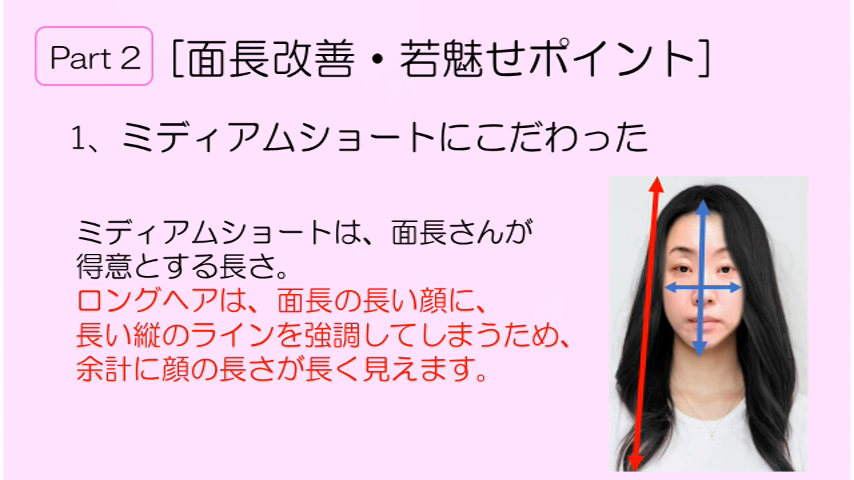 Part 2
[面長改善・若魅せポイント]
1、ミディアムショートにこだわった
ミディアムショートは、面長さんが
得意とする長さ。
ロングヘアは、面長の長い顔に、
長い縦のラインを強調してしまうため、
余計に顔の長さが長く見えます。